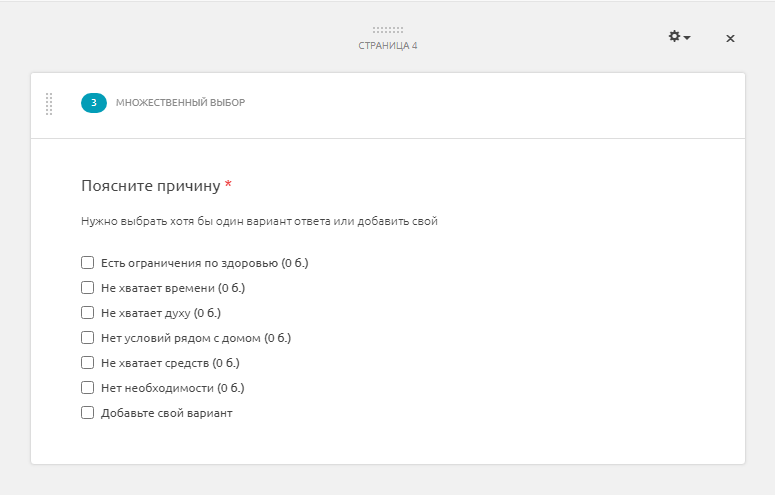 СТРАНИЦА 4
3 МНОЖЕСТВЕННЫЙ ВЫБОР
Поясните причину *
Нужно выбрать хотя бы один вариант ответа или добавить свой
Есть ограничения по здоровью (0 б.)
Не хватает времени (0 б.)
Не хватает духу (0 б.)
Нет условий рядом с домом (0 б.)
Не хватает средств (0 б.)
Нет необходимости (0 б.)
Добавьте свой вариант